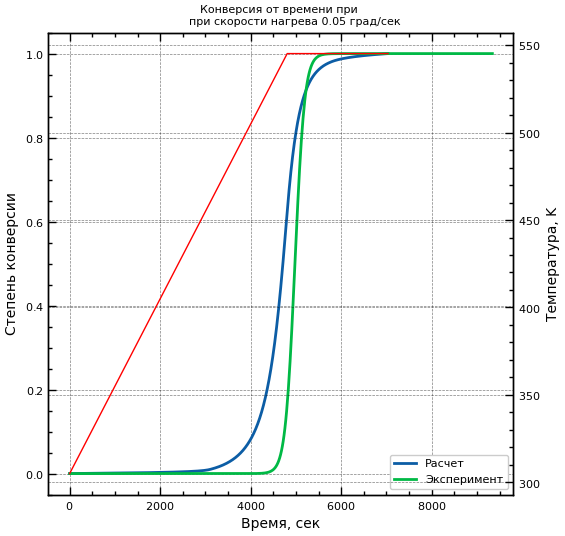 Конверсия от времени при
при скорости нагрева 0.05 град/сек
1.0
0.8
0.6
0.4
0.2
0.0
Степень конверсии
550
500
450
400
350
300
Температура, К
0 2000 4000 6000 8000
Время, сек
Расчет
Эксперимент